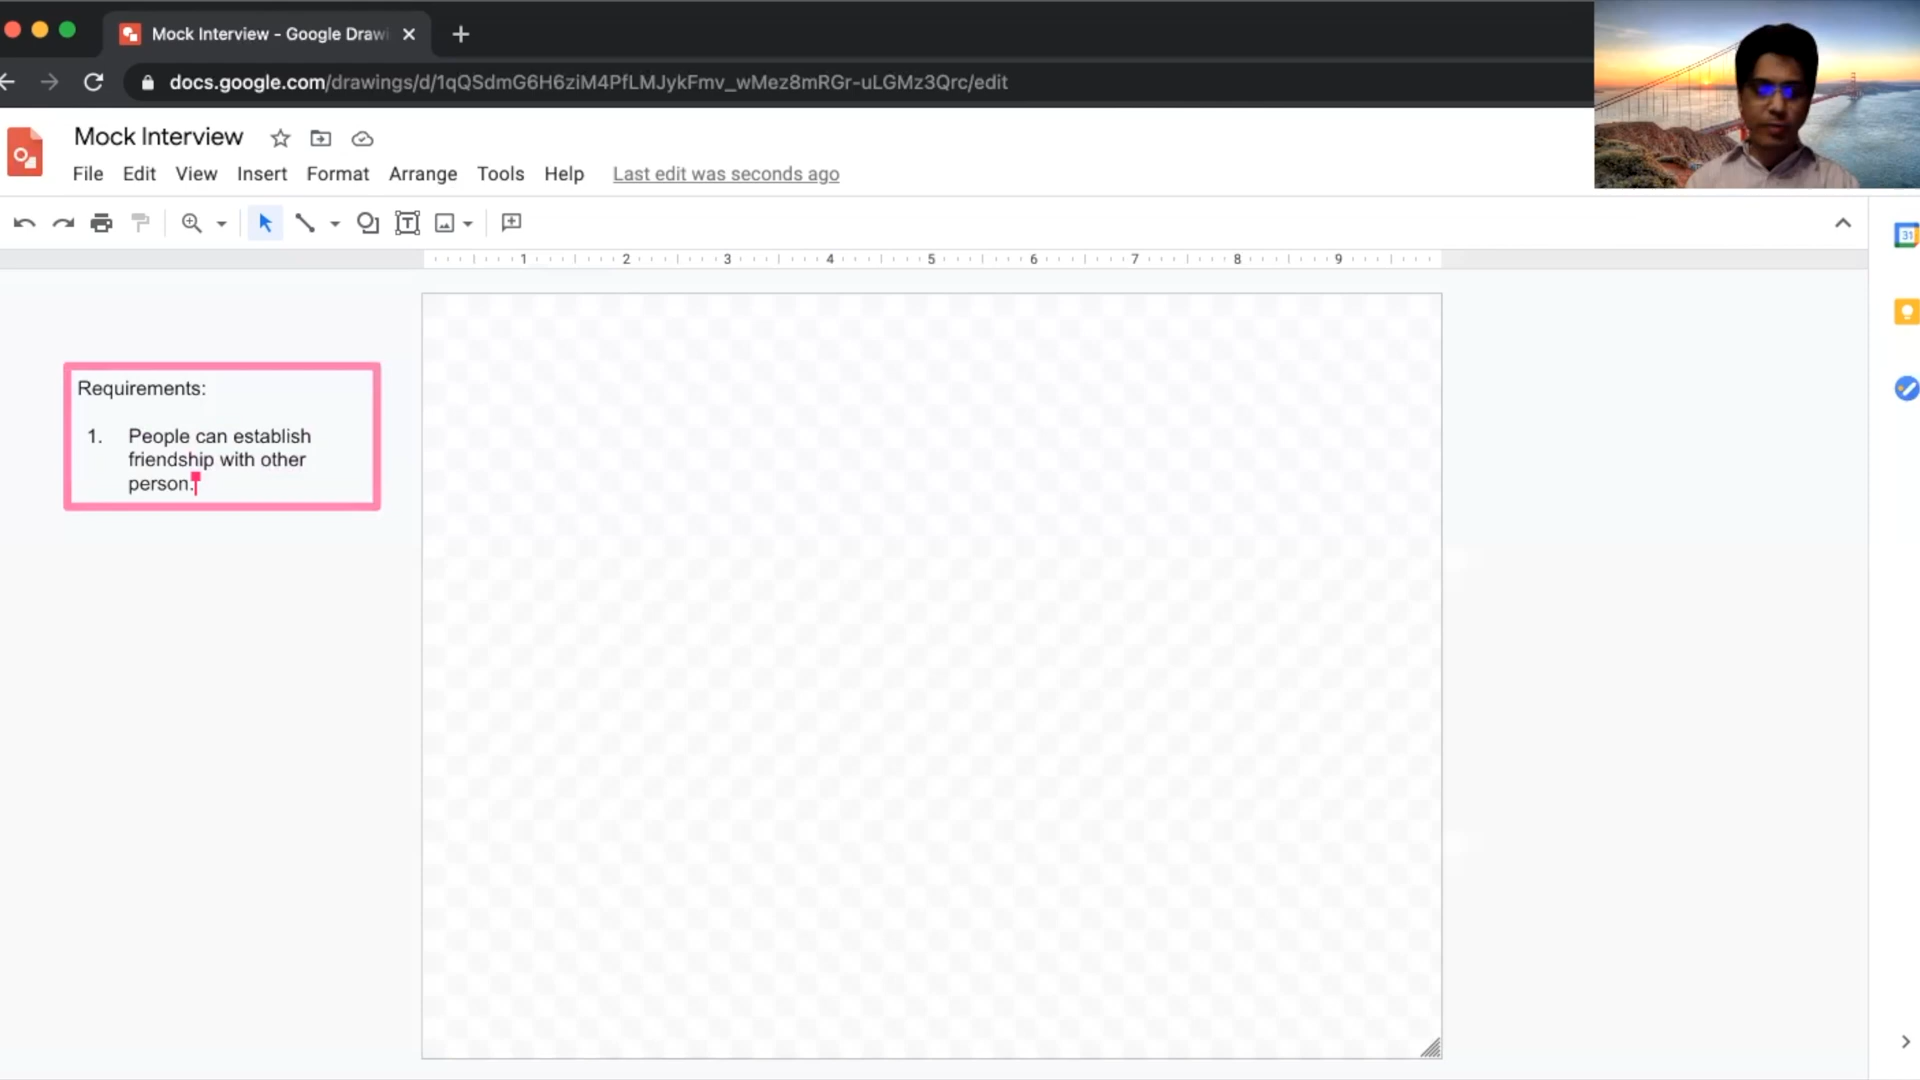 Mock Interview - Google Drawi
docs.google.com/drawings/d/1qQSdmG6H6ziM4PfLMJykFmv_wMez8mRGr-uLGMz3Qrc/edit
Mock Interview
File Edit View Insert Format Arrange Tools Help Last edit was seconds ago
1 2 3 4 5 6 7 8 9
31
Requirements:
1. People can establish
friendship with other
person.